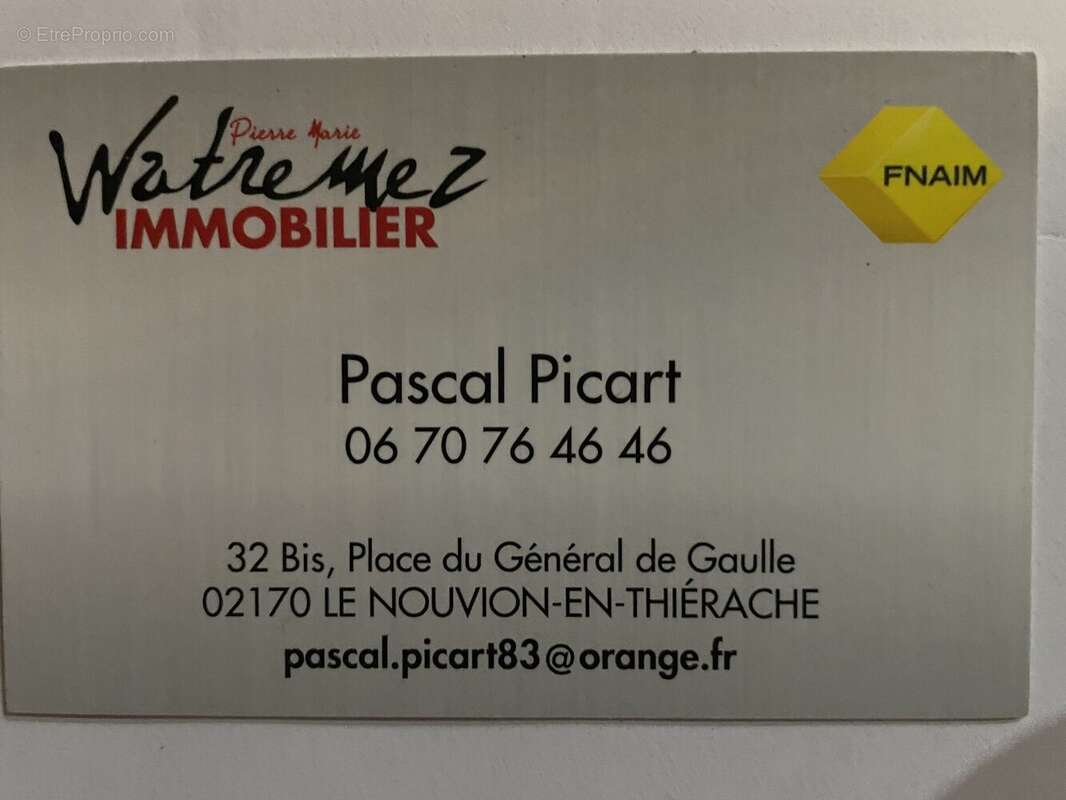 © EtreProprio.com
Pierre Marie
Watremez
IMMOBILIER
FNAIM
Pascal Picart
06 70 76 46 46
32 Bis, Place du Général de Gaulle
02170 LE NOUVION-EN-THIÉRACHE
pascal.picart83@orange.fr